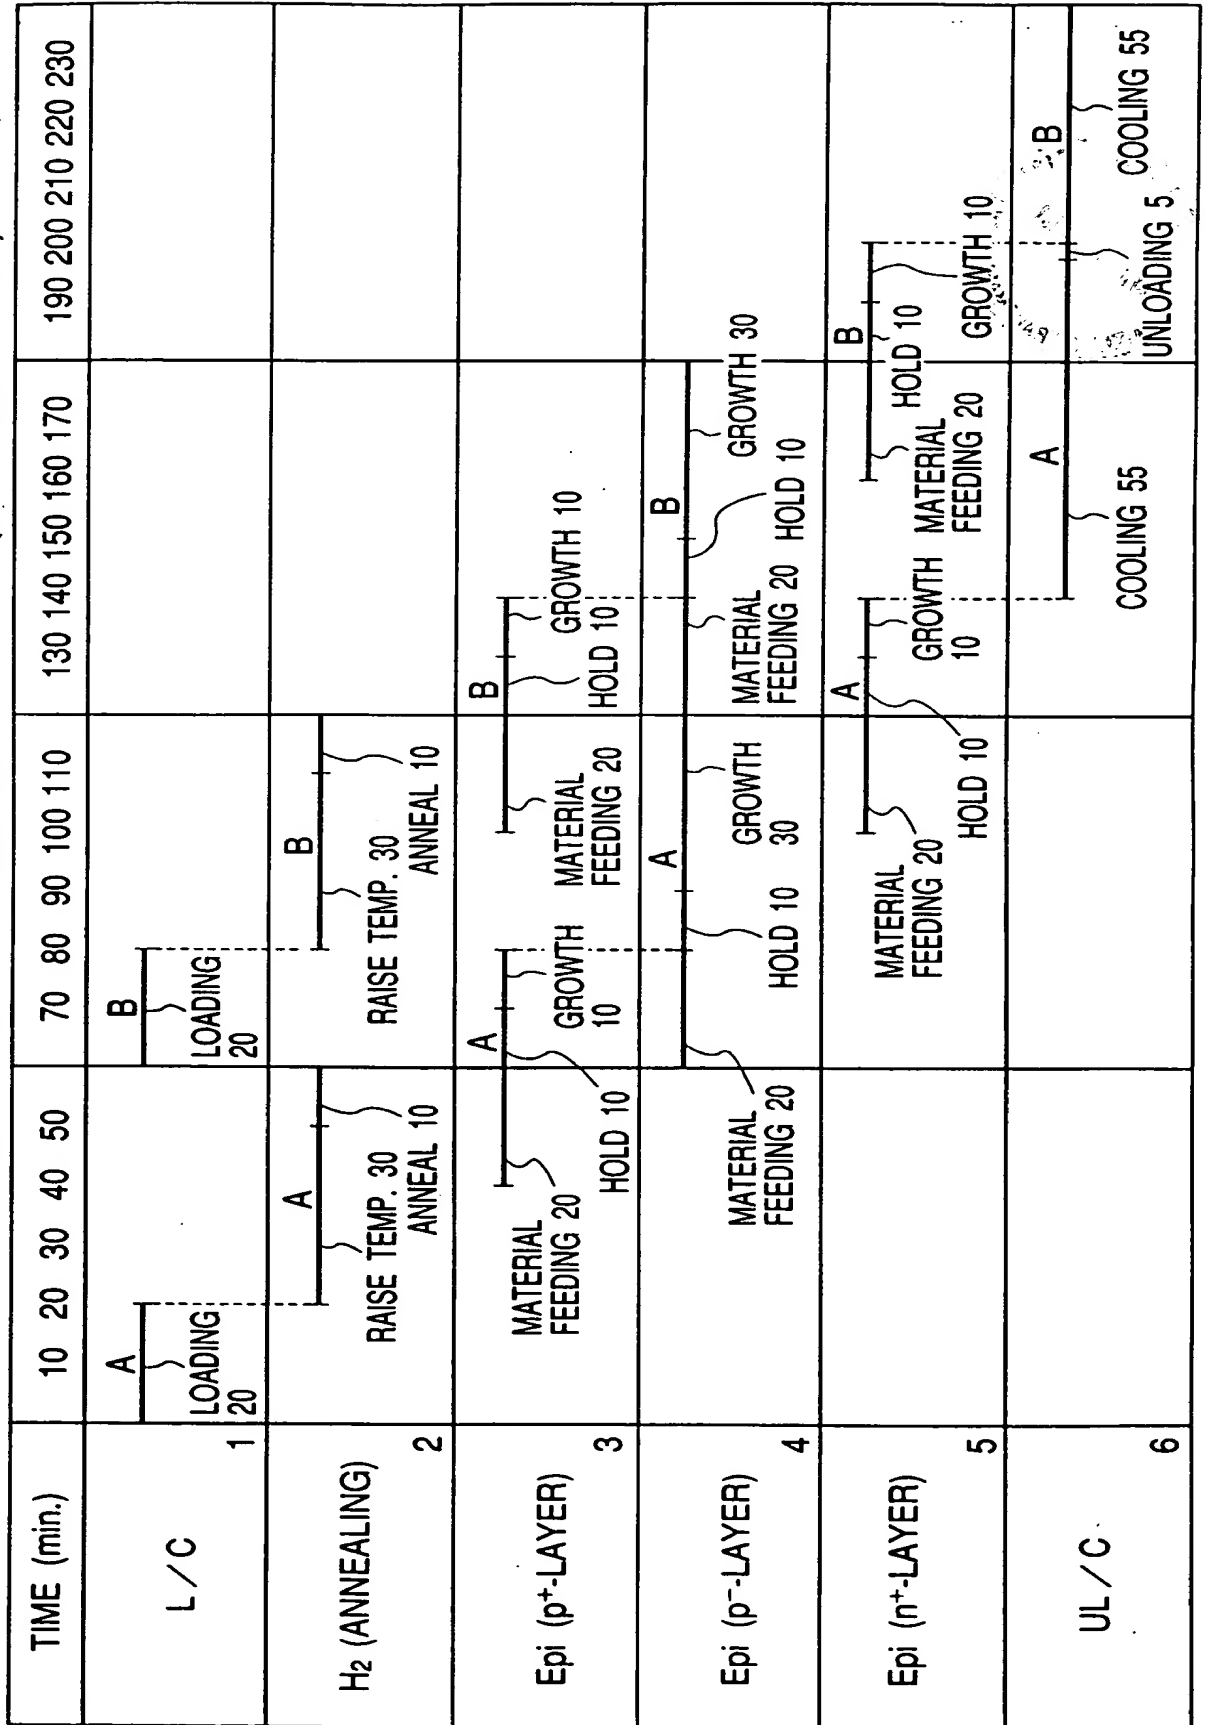 TIME (min.) 10 20 30 40 50 70 80 90 100 110 130 140 150 160 170 190 200 210 220 230
L/C
1
A
LOADING
20
B
LOADING
20
H2 (ANNEALING)
2
A
RAISE TEMP. 30
ANNEAL 10
B
RAISE TEMP. 30
ANNEAL 10
Epi (p+-LAYER)
3
A
MATERIAL
FEEDING 20
HOLD 10
GROWTH
10
B
MATERIAL
FEEDING 20
HOLD 10
GROWTH 10
Epi (p−-LAYER)
4
A
MATERIAL
FEEDING 20
HOLD 10
GROWTH
30
B
MATERIAL
FEEDING 20
HOLD 10
GROWTH 30
Epi (n+-LAYER)
5
A
MATERIAL
FEEDING 20
HOLD 10
GROWTH
10
B
MATERIAL
FEEDING 20
HOLD 10
GROWTH 10
UL/C
6
A
COOLING 55
UNLOADING 5
B
COOLING 55